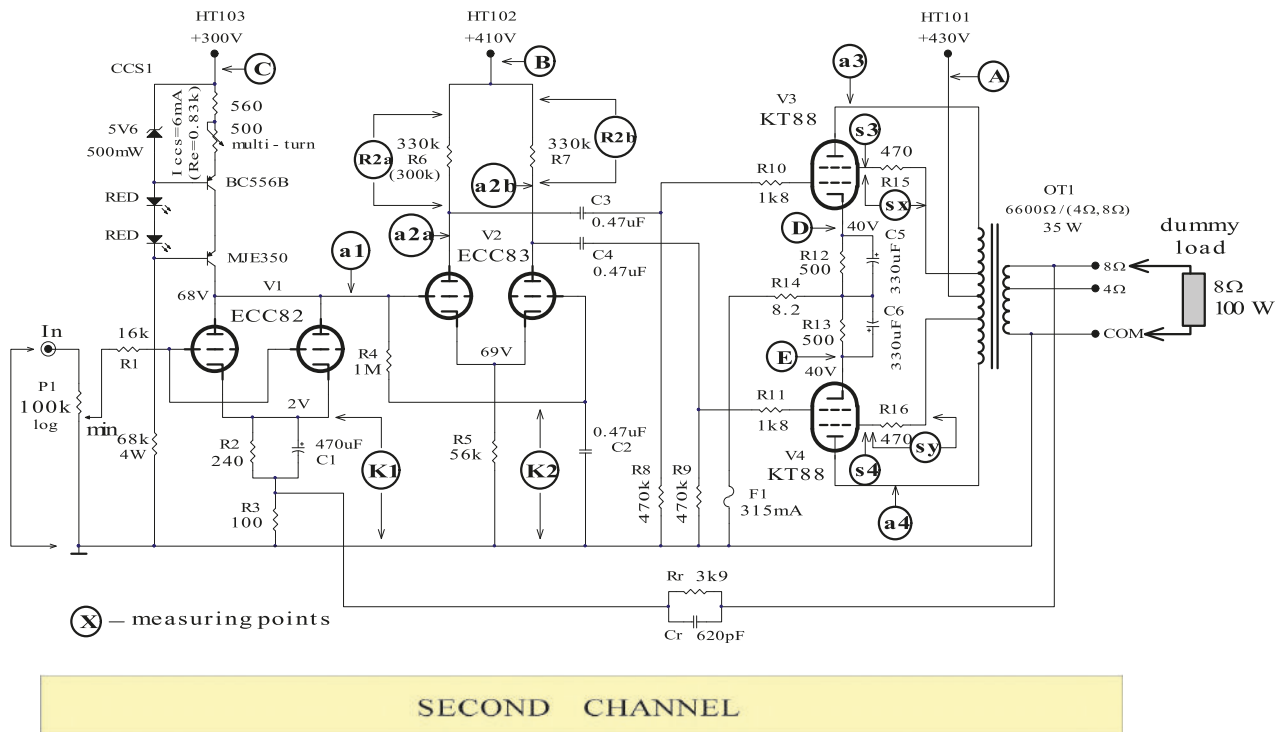 HT103
+300V
C
CCS1
560
500
multi - turn
Iccs=6mA
(Re=0.83k)
5V6
500mW
BC556B
RED
RED
MJE350
68V
V1
ECC82
a1
In
16k
R1
P1
100k
log
min
68k
4W
2V
R2
240
470uF
C1
K1
R3
100
HT102
+410V
B
R2a
330k
R6
(300k)
330k
R7
R2b
a2b
a2a
C3
0.47uF
V2
ECC83
C4
0.47uF
R4
1M
69V
R5
56k
K2
0.47uF
C2
HT101
+430V
A
a3
V3
KT88
s3
470
R15
sx
R10
1k8
D
40V
C5
330uF
R12
500
R14
8.2
R13
500
C6
330uF
E
40V
R11
1k8
R16
470
sy
s4
V4
KT88
a4
R8
470k
R9
470k
F1
315mA
OT1
6600Ω/(4Ω,8Ω)
35 W
8Ω
4Ω
COM
dummy
load
8Ω
100 W
Rr 3k9
Cr 620pF
X — measuring points
SECOND CHANNEL